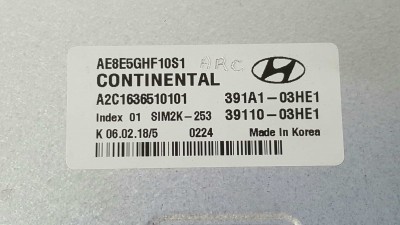 AE8E5GHF10S1 HRC
CONTINENTAL
A2C1636510101 391A1-03HE1
Index 01 SIM2K-253 39110-03HE1
K 06.02.18/5 0224 Made in Korea